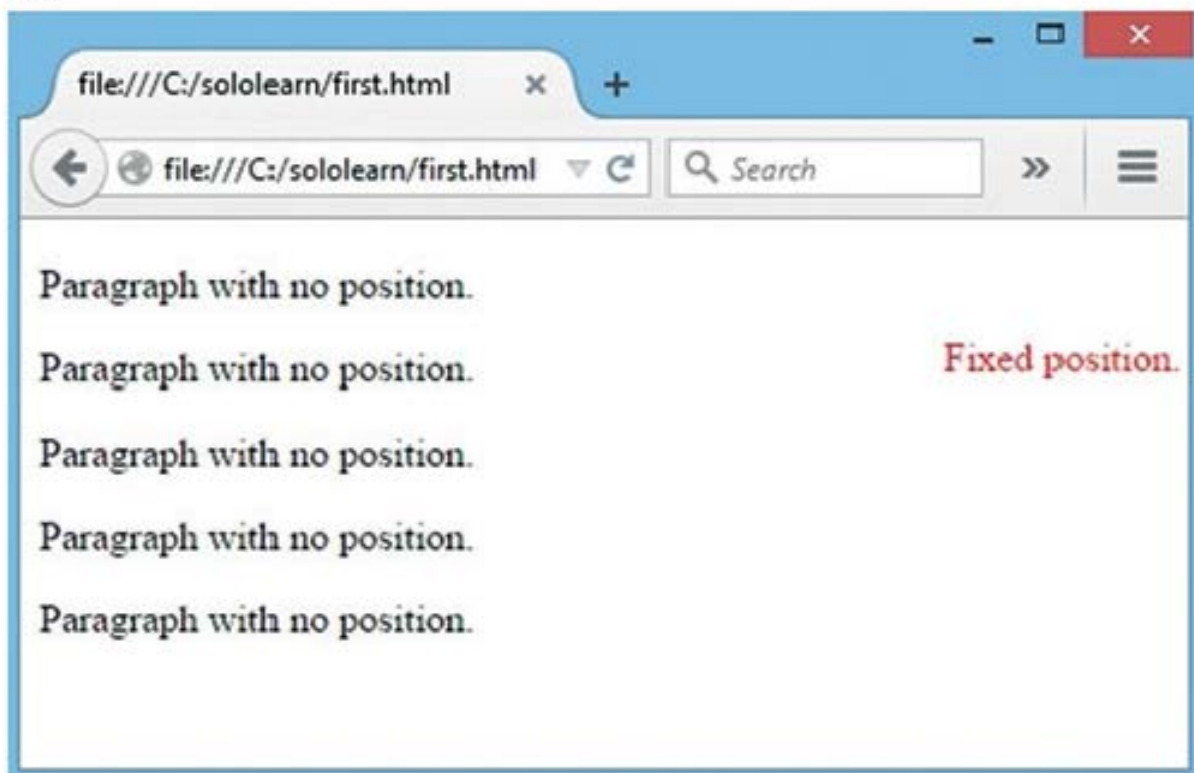 file:///C:/sololearn/first.html
file:///C:/sololearn/first.html Search
Paragraph with no position.
Paragraph with no position.
Fixed position.
Paragraph with no position.
Paragraph with no position.
Paragraph with no position.